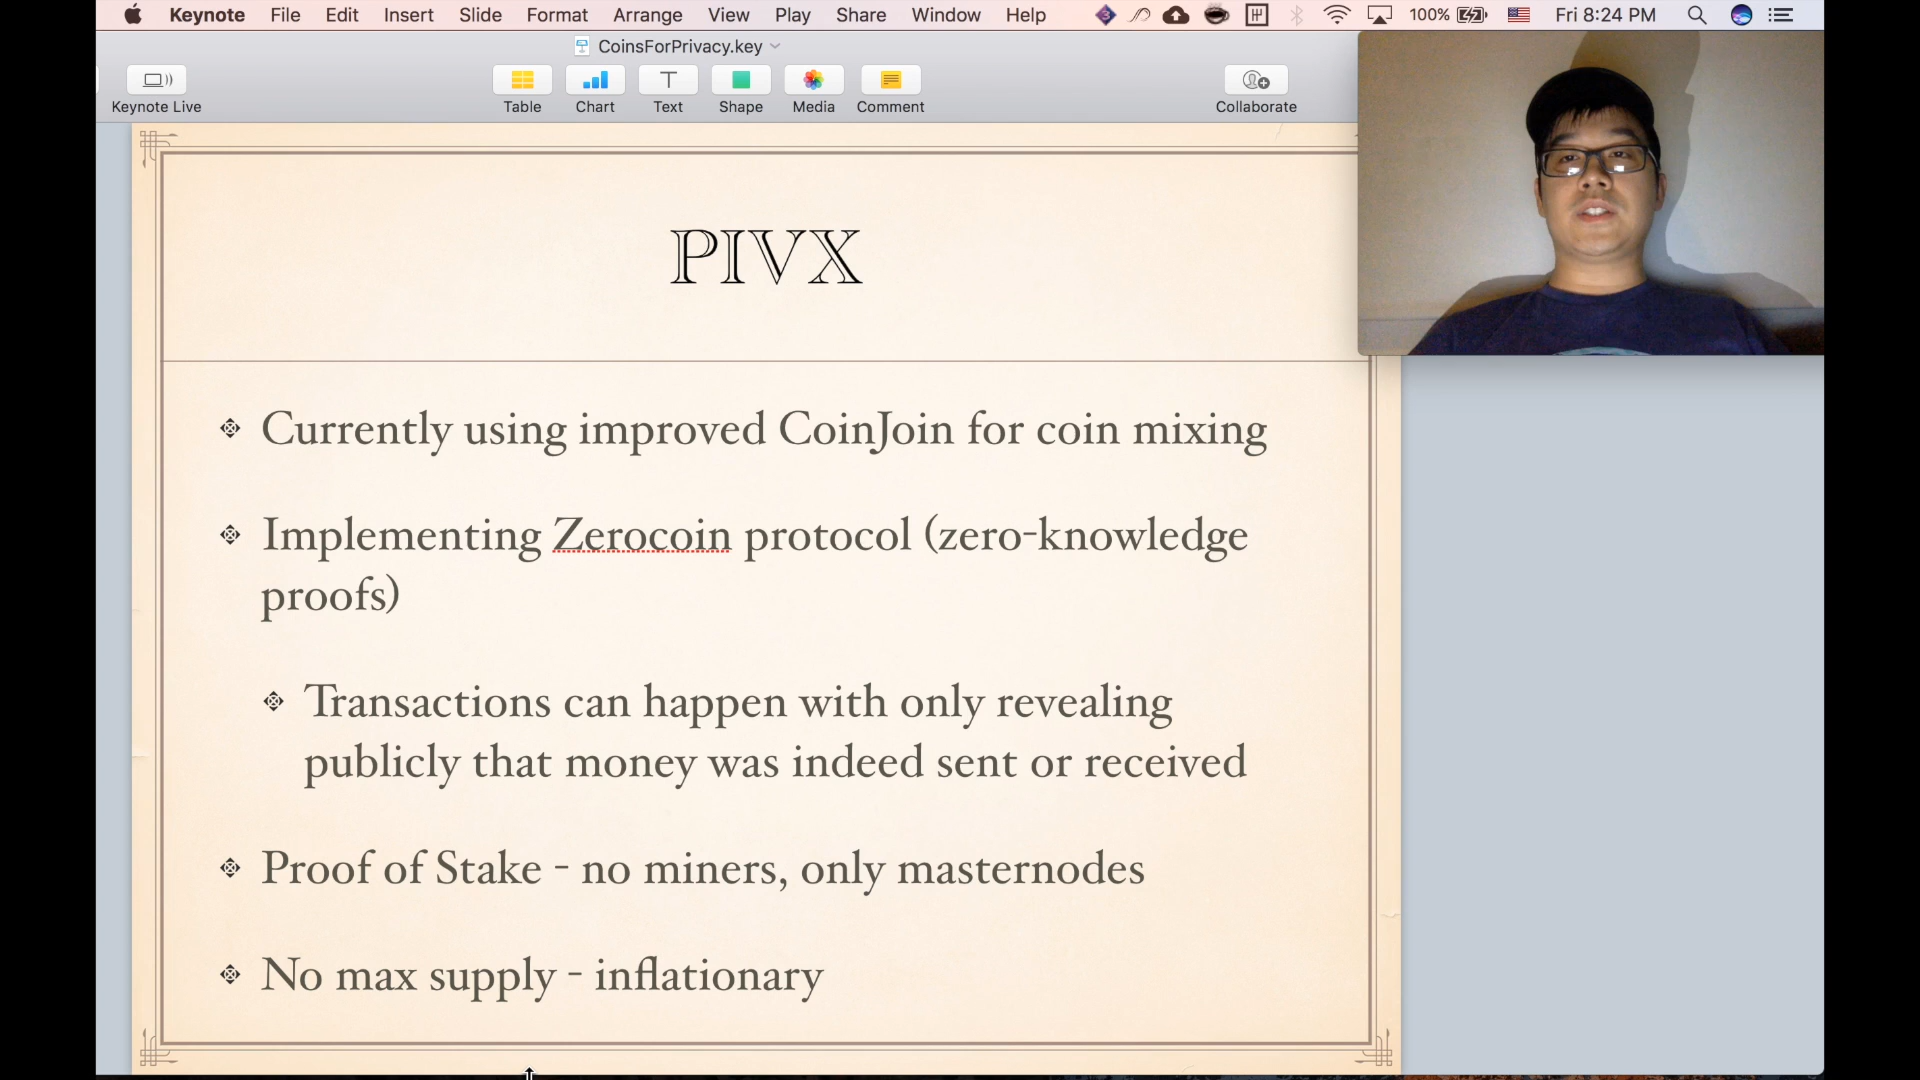 Keynote File Edit Insert Slide Format Arrange View Play Share Window Help 100% Fri 8:24 PM
CoinsForPrivacy.key
Keynote Live Table Chart Text Shape Media Comment Collaborate
PIVX
Currently using improved CoinJoin for coin mixing
Implementing Zerocoin protocol (zero-knowledge
proofs)
Transactions can happen with only revealing
publicly that money was indeed sent or received
Proof of Stake - no miners, only masternodes
No max supply - inflationary